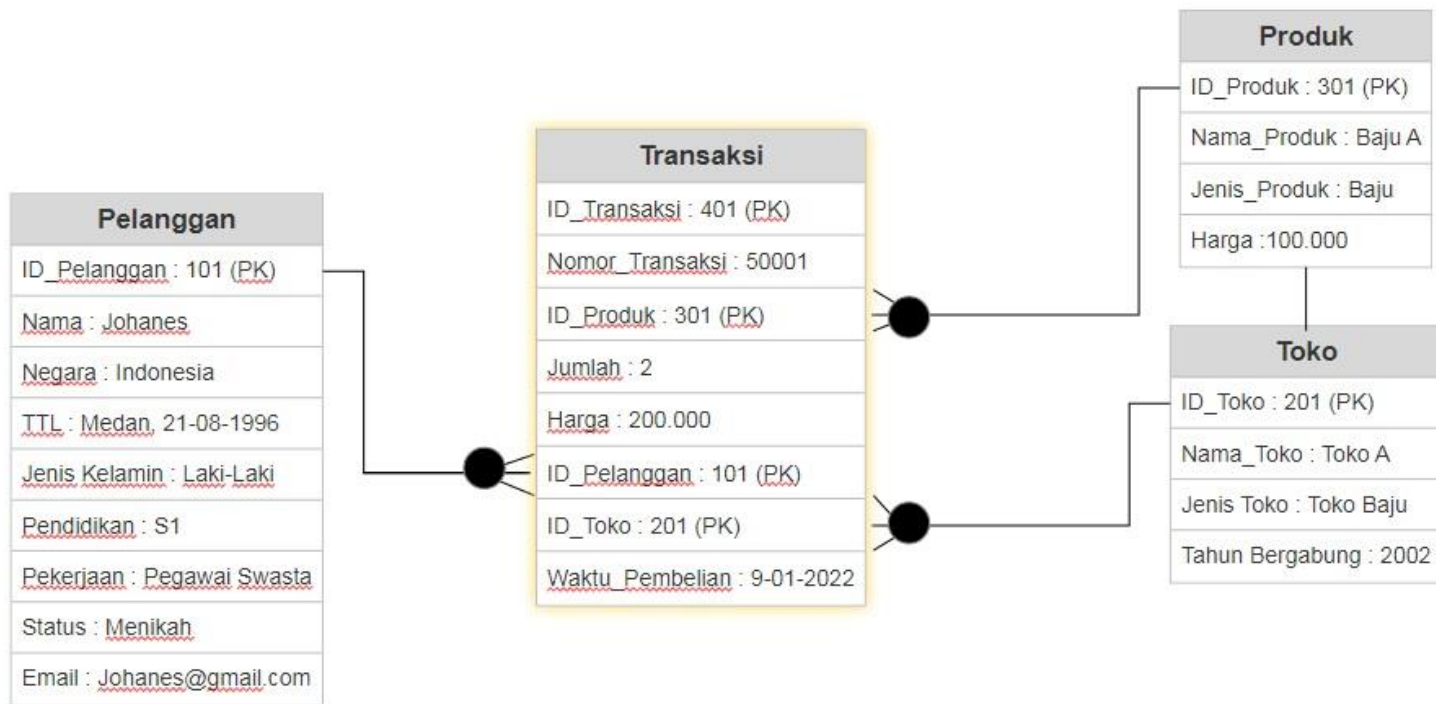 Pelanggan
ID_Pelanggan : 101 (PK)
Nama : Johanes
Negara : Indonesia
TTL : Medan, 21-08-1996
Jenis Kelamin : Laki-Laki
Pendidikan : S1
Pekerjaan : Pegawai Swasta
Status : Menikah
Email : Johanes@gmail.com
Transaksi
ID_Transaksi : 401 (PK)
Nomor_Transaksi : 50001
ID_Produk : 301 (PK)
Jumlah : 2
Harga : 200.000
ID_Pelanggan : 101 (PK)
ID_Toko : 201 (PK)
Waktu_Pembelian : 9-01-2022
Produk
ID_Produk : 301 (PK)
Nama_Produk : Baju A
Jenis_Produk : Baju
Harga :100.000
Toko
ID_Toko : 201 (PK)
Nama_Toko : Toko A
Jenis Toko : Toko Baju
Tahun Bergabung : 2002